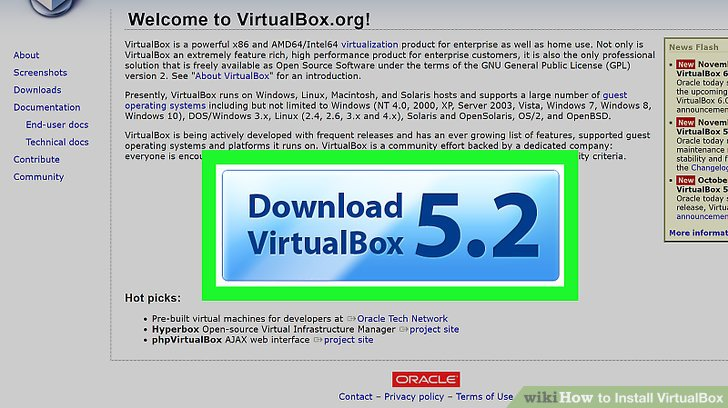 Welcome to VirtualBox.org!
VirtualBox is a powerful x86 and AMD64/Intel64 virtualization product for enterprise as well as home use. Not only is
VirtualBox an extremely feature rich, high performance product for enterprise customers, it is also the only professional
solution that is freely available as Open Source Software under the terms of the GNU General Public License (GPL)
version 2. See "About VirtualBox" for an introduction.
Presently, VirtualBox runs on Windows, Linux, Macintosh, and Solaris hosts and supports a large number of guest
operating systems including but not limited to Windows (NT 4.0, 2000, XP, Server 2003, Vista, Windows 7, Windows 8,
Windows 10), DOS/Windows 3.x, Linux (2.4, 2.6, 3.x and 4.x), Solaris and OpenSolaris, OS/2, and OpenBSD.
VirtualBox is being actively developed with frequent releases and has an ever growing list of features, supported guest
operating systems and platforms it runs on. VirtualBox is a community effort backed by a dedicated company:
everyone is criteria.
About
Screenshots
Downloads
Documentation
End-user docs
Technical docs
Contribute
Community
Download
VirtualBox 5.2
Hot picks:
• Pre-built virtual machines for developers at Oracle Tech Network
• Hyperbox Open-source Virtual Infrastructure Manager project site
• phpVirtualBox AJAX web interface project site
News Flash
• New
VirtualBox
Oracle today
the upcoming
VirtualBox 6.0
• New
VirtualBox 5
Oracle today
maintenance
stability and
the Changelog
• New
VirtualBox 5
Oracle today s
release,
announcement
More informat
ORACLE
Contact – Privacy policy – Terms of Use
wikiHow to Install VirtualBox